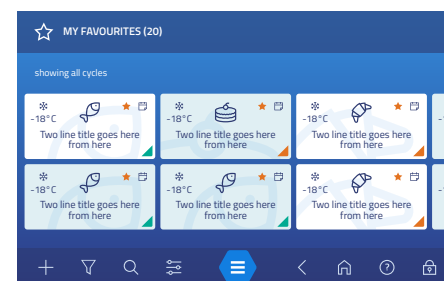 MY FAVOURITES (20)
showing all cycles
-18°C
Two line title goes here
from here
-18°C
Two line title goes here
from here
-18°C
Two line title goes here
from here
-18°C
Two line title goes here
from here
-18°C
Two line title goes here
from here
-18°C
Two line title goes here
from here
?